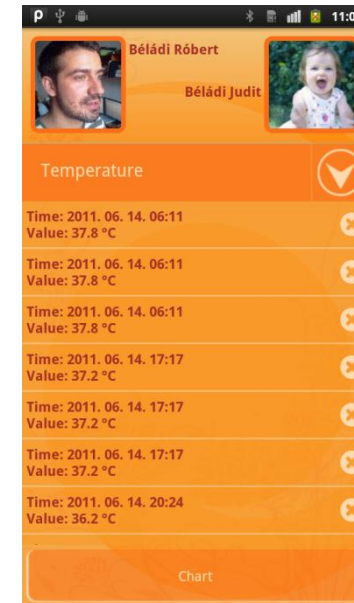 11:0
Béládi Róbert
Béládi Judit
Temperature
Time: 2011. 06. 14. 06:11
Value: 37.8 °C
Time: 2011. 06. 14. 06:11
Value: 37.8 °C
Time: 2011. 06. 14. 06:11
Value: 37.8 °C
Time: 2011. 06. 14. 17:17
Value: 37.2 °C
Time: 2011. 06. 14. 17:17
Value: 37.2 °C
Time: 2011. 06. 14. 17:17
Value: 37.2 °C
Time: 2011. 06. 14. 20:24
Value: 36.2 °C
Chart